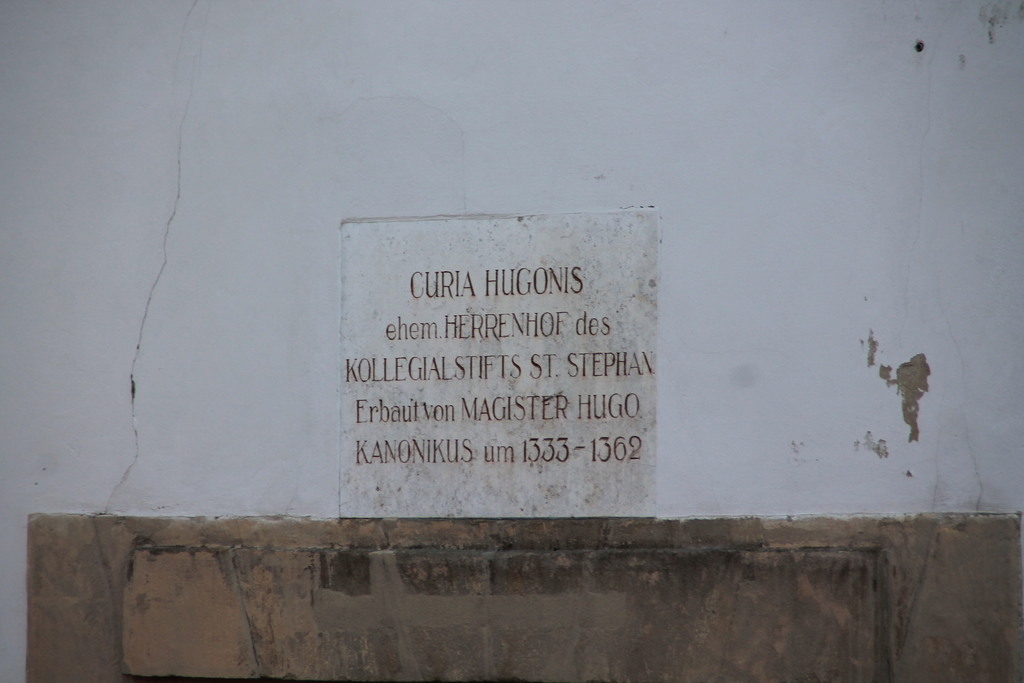 CURIA HUGONIS
ehem. HERRENHOF des
KOLLEGIALSTIFTS ST. STEPHAN.
Erbaut von MAGISTER HUGO.
KANONIKUS um 1333-1362